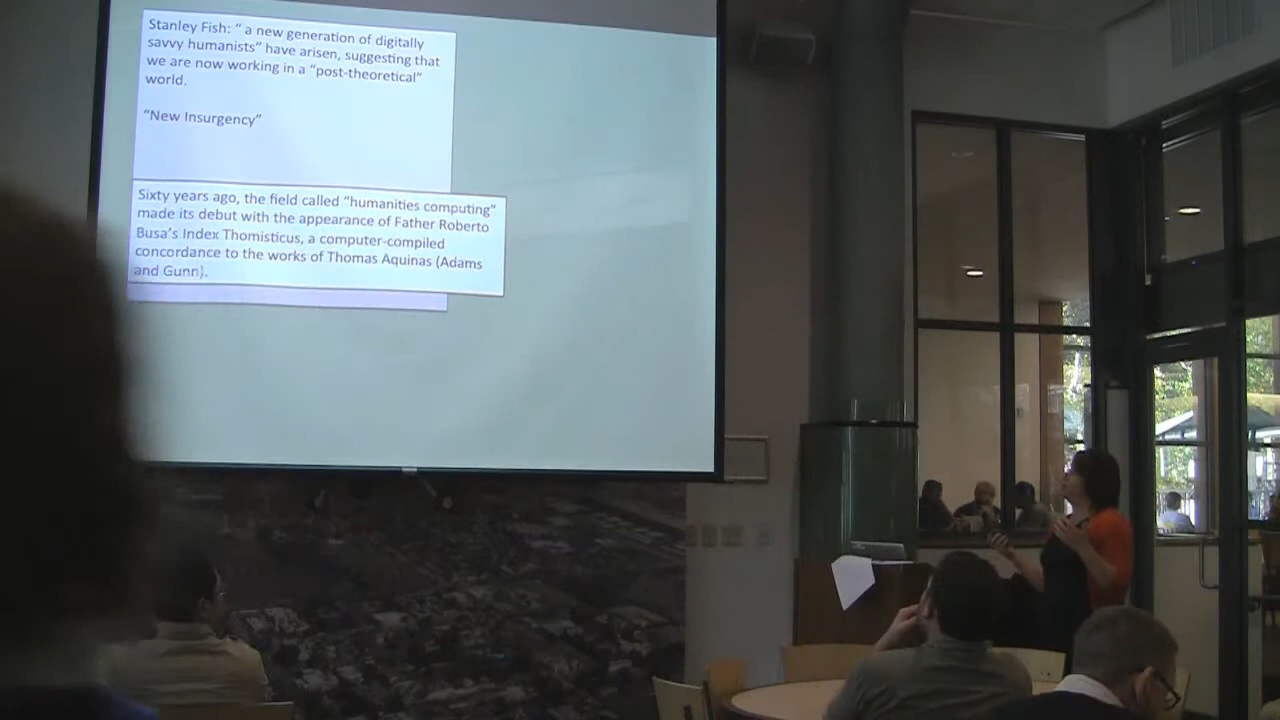 Stanley Fish: “ a new generation of digitally
savvy humanists” have arisen, suggesting that
we are now working in a “post-theoretical”
world.
“New Insurgency”
Sixty years ago, the field called “humanities computing”
made its debut with the appearance of Father Roberto
Busa’s Index Thomisticus, a computer-compiled
concordance to the works of Thomas Aquinas (Adams
and Gunn).